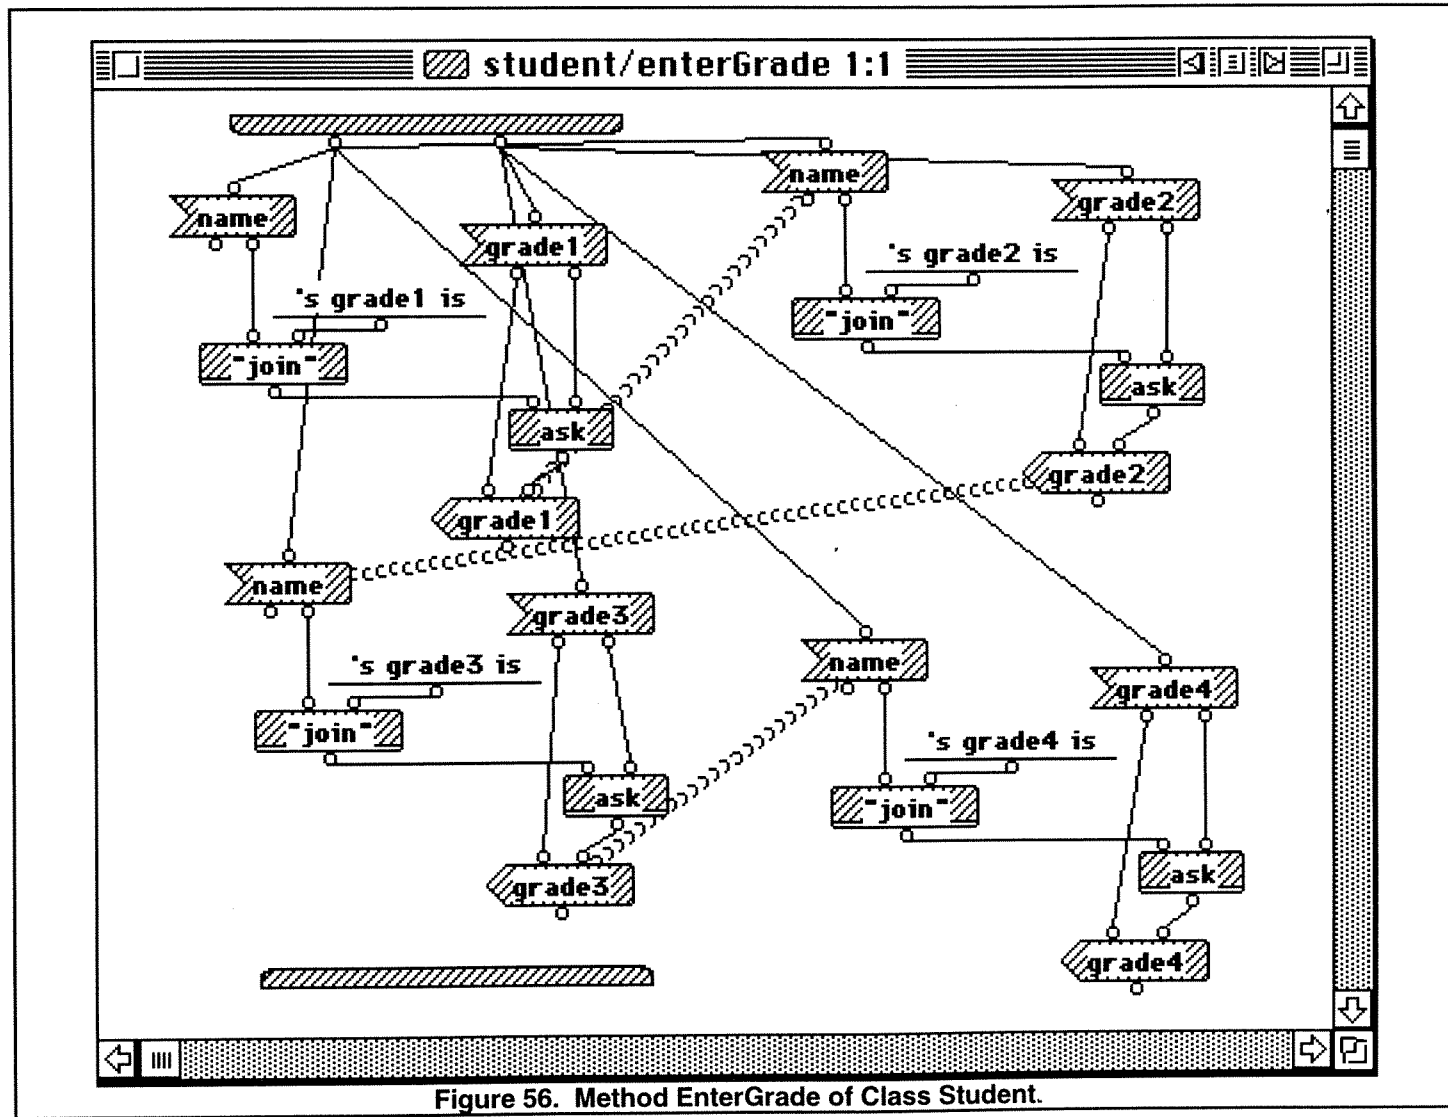 student/enterGrade 1:1
name
name
grade2
grade1
's grade1 is
's grade2 is
"join"
"join"
ask
ask
grade1
grade2
name
grade3
's grade3 is
name
grade4
"join"
's grade4 is
ask
"join"
grade3
ask
grade4
Figure 56. Method EnterGrade of Class Student.